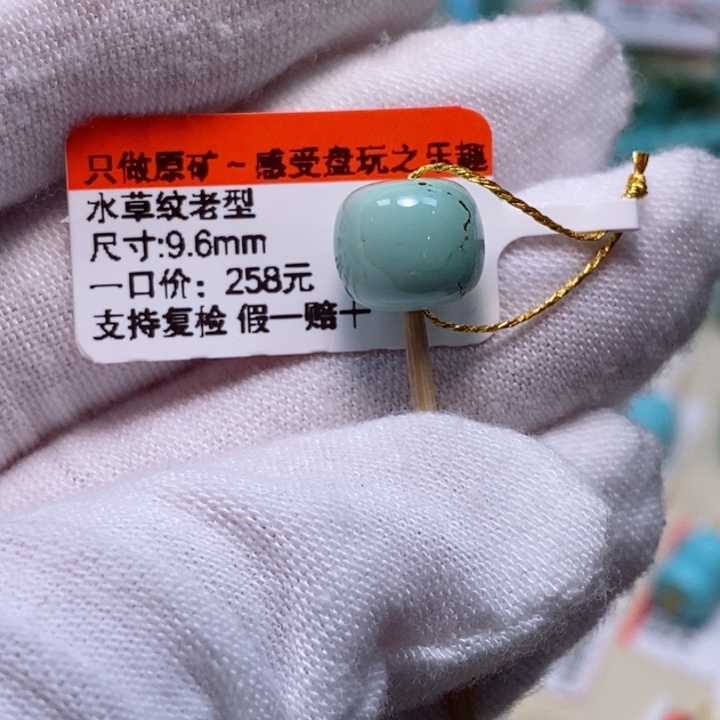 只做原矿~感受盘玩之乐趣
水草纹老型
尺寸:9.6mm
一口价：258元
支持复检 假一赔十